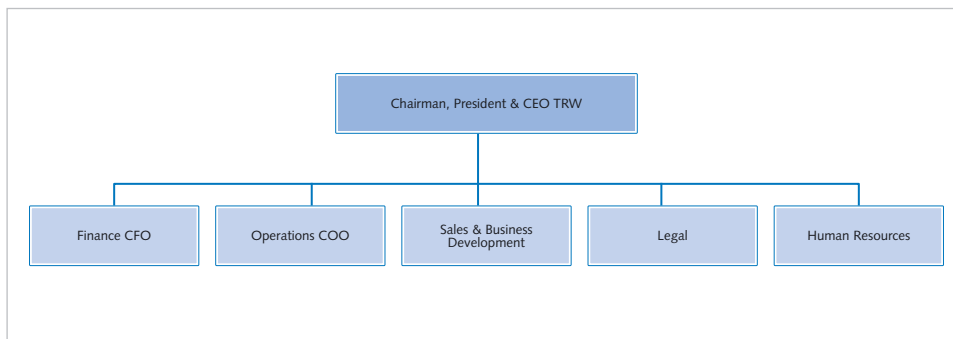 Chairman, President & CEO TRW
Finance CFO
Operations COO
Sales & Business
Development
Legal
Human Resources